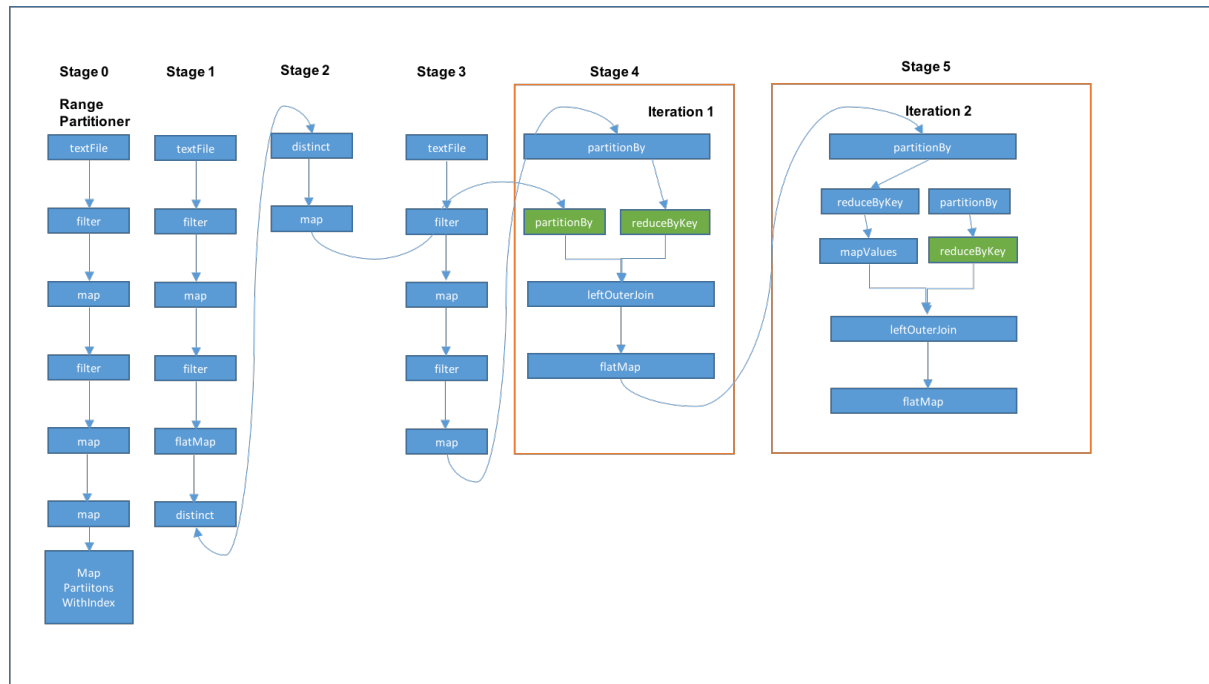 Stage 0
Range
Partitioner
textFile
filter
map
filter
map
map
Map
Partiitons
WithIndex
Stage 1
textFile
filter
map
filter
flatMap
distinct
Stage 2
distinct
map
Stage 3
textFile
filter
map
filter
map
Stage 4
Iteration 1
partitionBy
partitionBy
reduceByKey
leftOuterJoin
flatMap
Stage 5
Iteration 2
partitionBy
reduceByKey
partitionBy
mapValues
reduceByKey
leftOuterJoin
flatMap